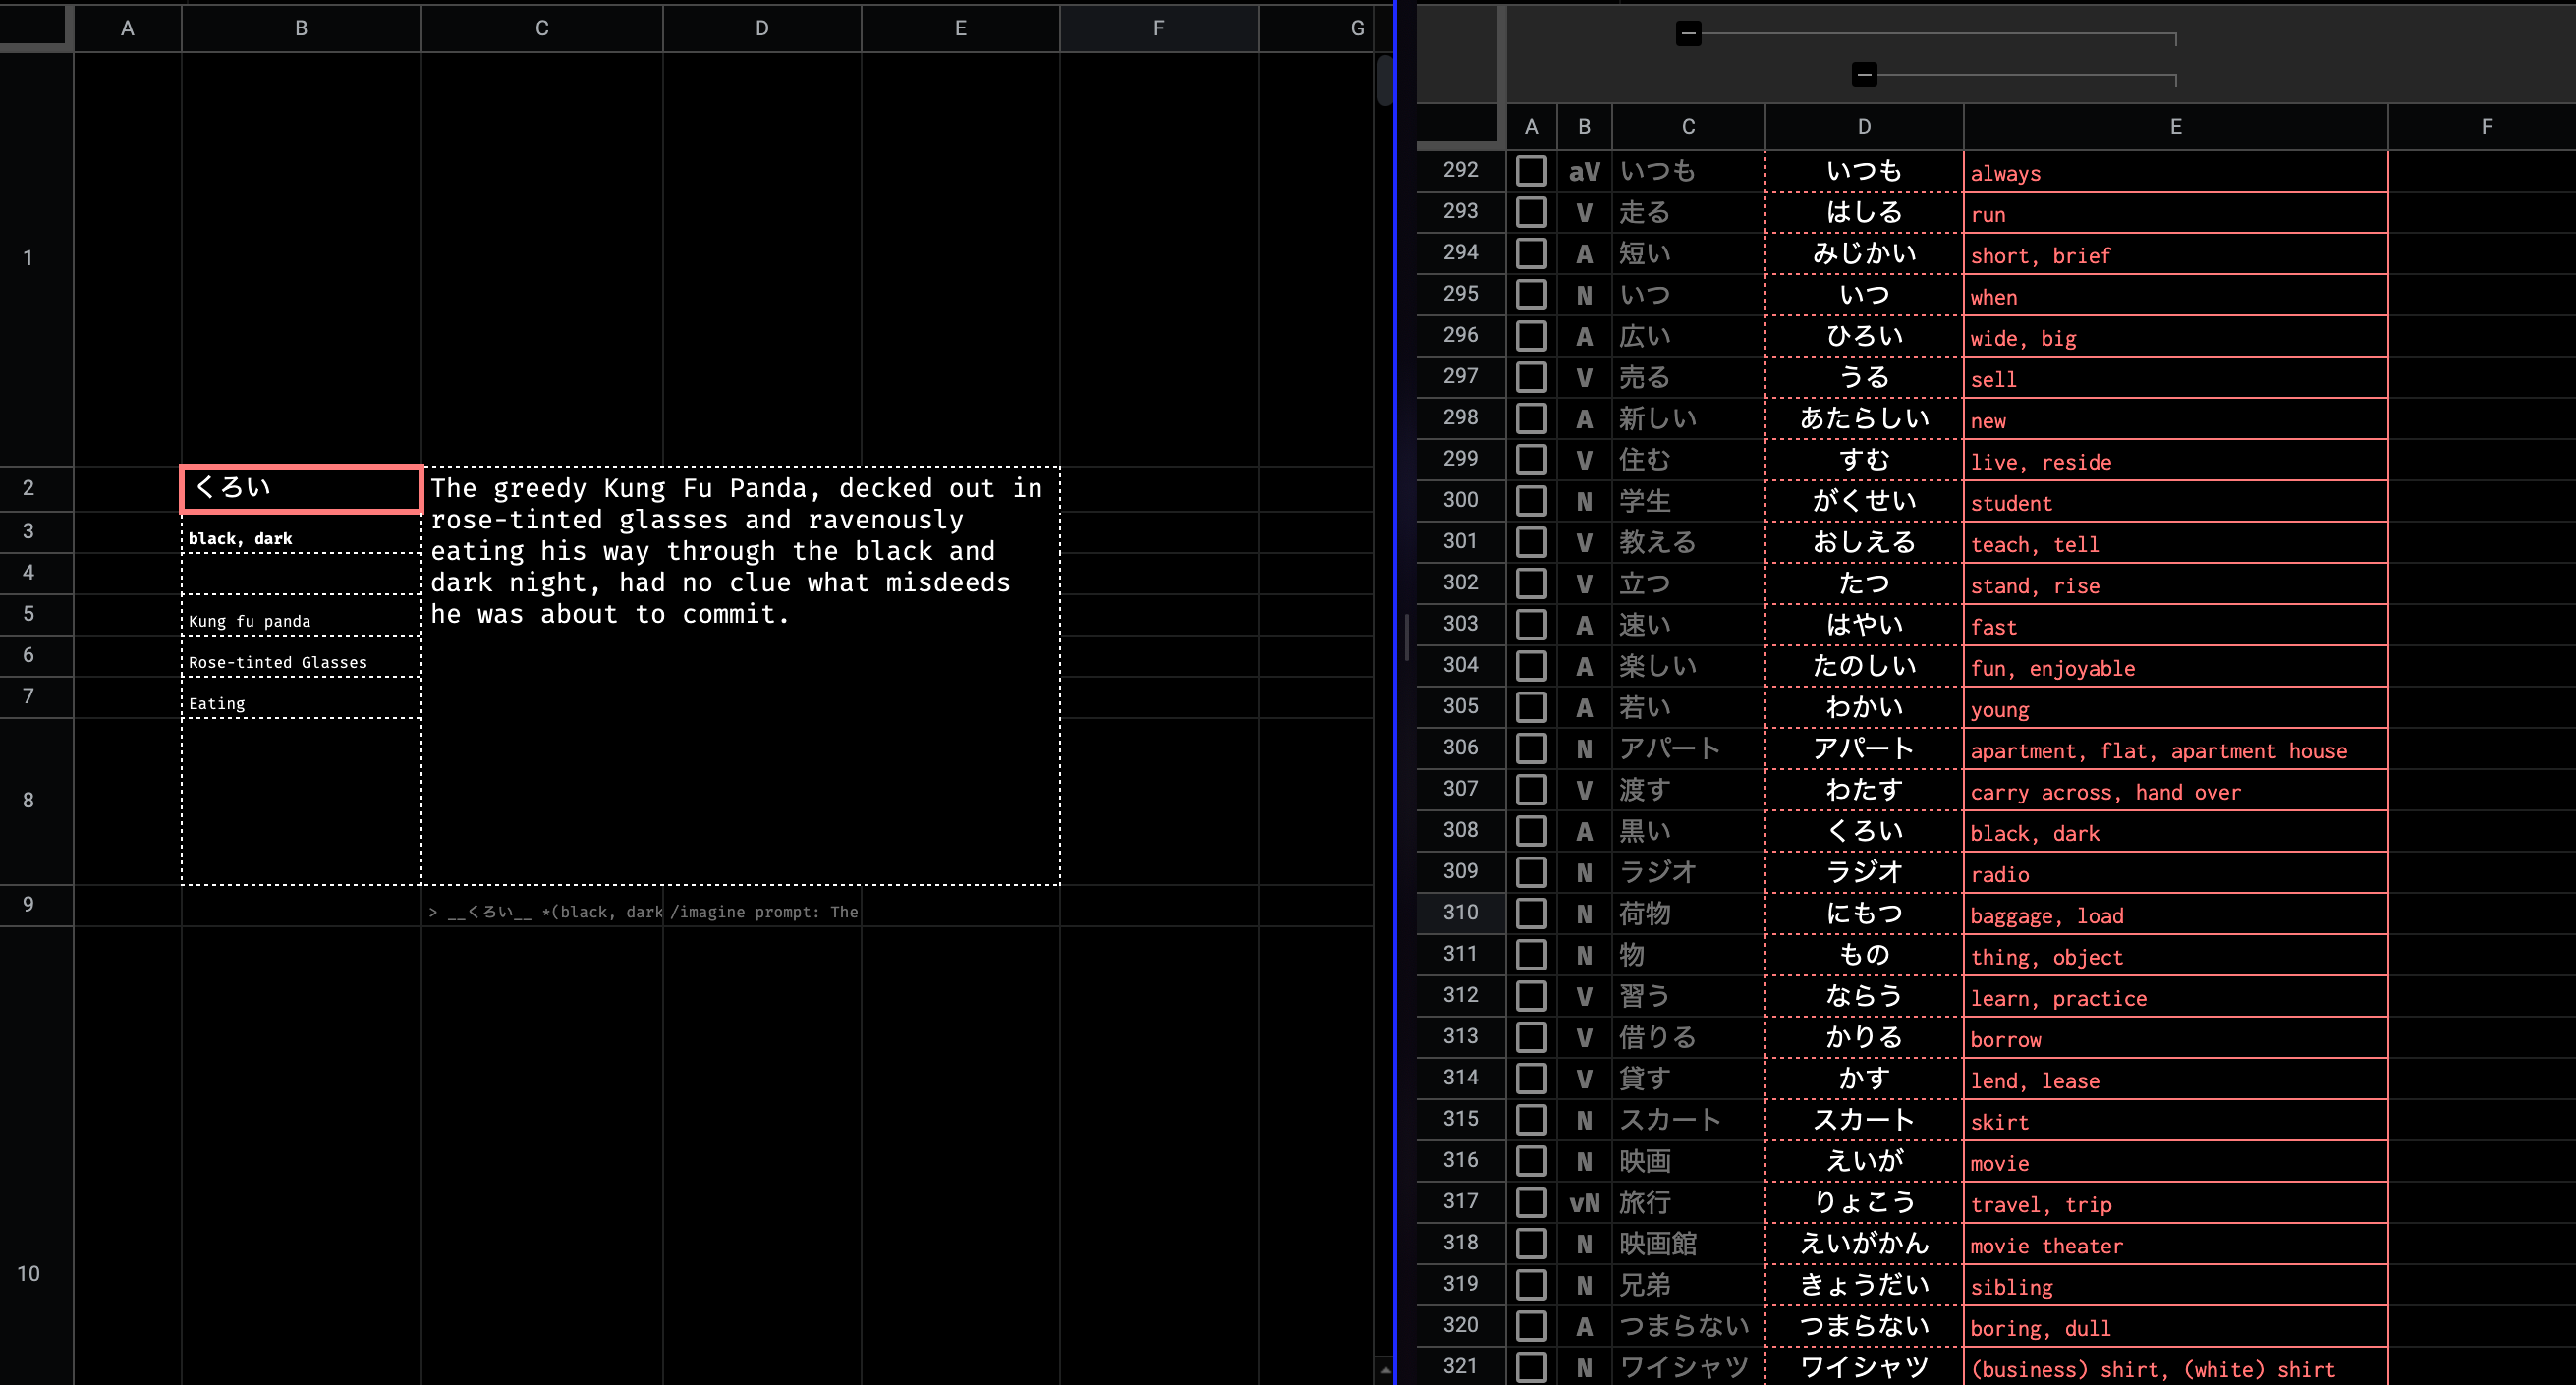 A B C D E F G
1
2 くろい The greedy Kung Fu Panda, decked out in
rose-tinted glasses and ravenously
3 black, dark eating his way through the black and
4 dark night, had no clue what misdeeds
5 Kung fu panda he was about to commit.
6 Rose-tinted Glasses
7 Eating
8
9 > __くろい__ *(black, dark /imagine prompt: The
10
A B C D E F
292 aV いつも いつも always
293 V 走る はしる run
294 A 短い みじかい short, brief
295 N いつ いつ when
296 A 広い ひろい wide, big
297 V 売る うる sell
298 A 新しい あたらしい new
299 V 住む すむ live, reside
300 N 学生 がくせい student
301 V 教える おしえる teach, tell
302 V 立つ たつ stand, rise
303 A 速い はやい fast
304 A 楽しい たのしい fun, enjoyable
305 A 若い わかい young
306 N アパート アパート apartment, flat, apartment house
307 V 渡す わたす carry across, hand over
308 A 黒い くろい black, dark
309 N ラジオ ラジオ radio
310 N 荷物 にもつ baggage, load
311 N 物 もの thing, object
312 V 習う ならう learn, practice
313 V 借りる かりる borrow
314 V 貸す かす lend, lease
315 N スカート スカート skirt
316 N 映画 えいが movie
317 vN 旅行 りょこう travel, trip
318 N 映画館 えいがかん movie theater
319 N 兄弟 きょうだい sibling
320 A つまらない つまらない boring, dull
321 N ワイシャツ ワイシャツ (business) shirt, (white) shirt